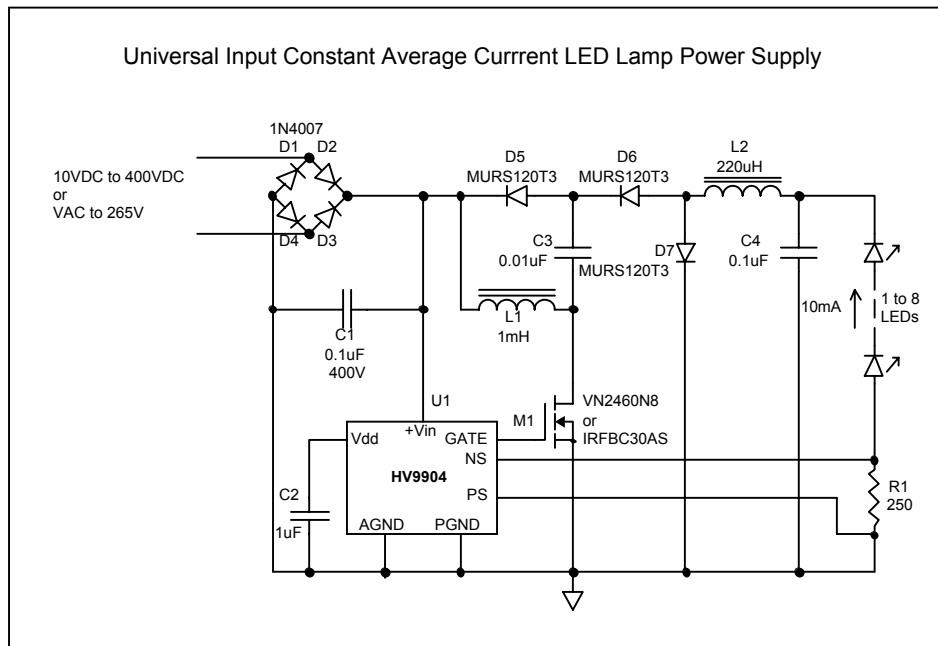 Universal Input Constant Average Currrent LED Lamp Power Supply
1N4007
D1 D2
10VDC to 400VDC
or
VAC to 265V
D4 D3
D5
MURS120T3
D6
MURS120T3
L2
220uH
C3
0.01uF
D7
MURS120T3
C4
0.1uF
10mA
1 to 8
LEDs
L1
1mH
C1
0.1uF
400V
U1
M1
VN2460N8
or
IRFBC30AS
+Vin
Vdd
GATE
NS
HV9904
PS
AGND PGND
C2
1uF
R1
250